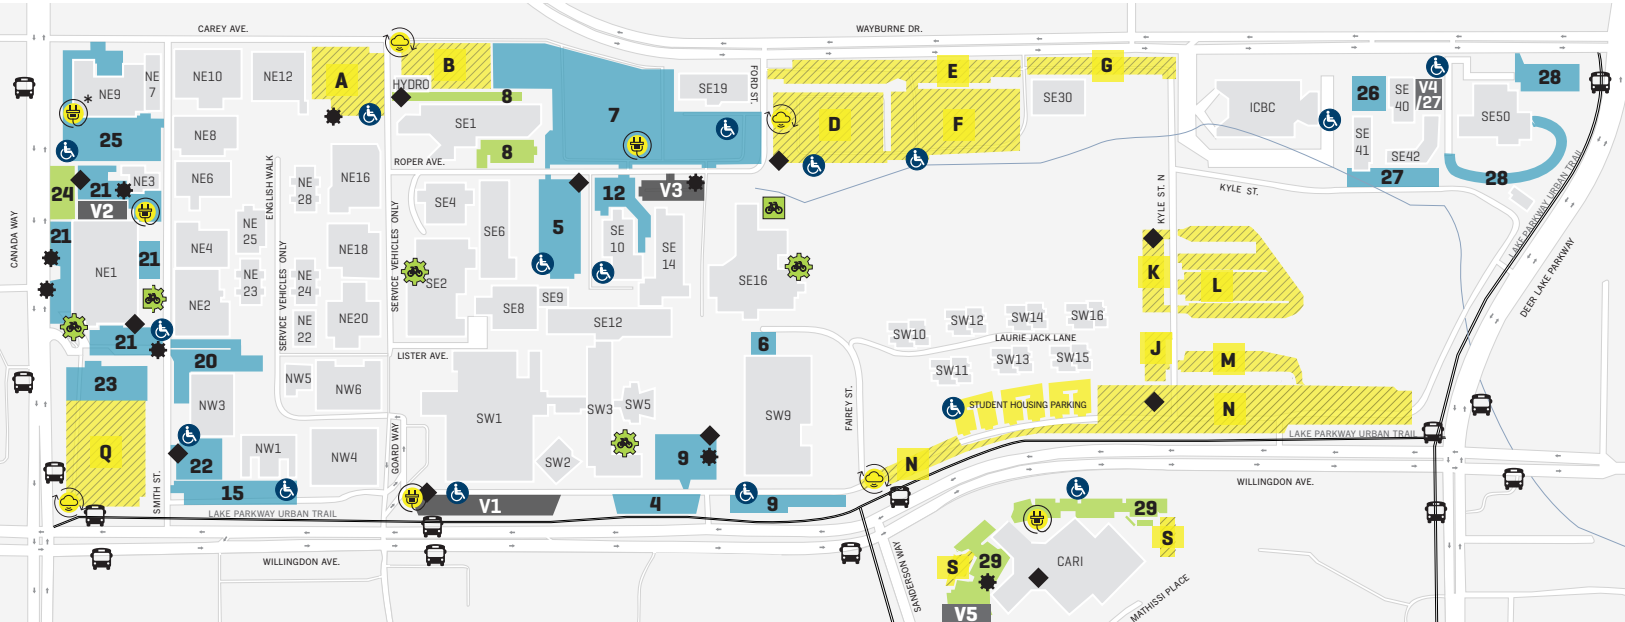 CAREY AVE.
WAYBURNE DR.
CANADA WAY
NE9
*
NE
7
NE10
NE12
A
B
HYDRO
8
SE1
8
7
SE19
FORD ST.
E
G
D
F
SE30
ICBC
26
SE
40
V4
/27
SE
41
SE42
SE50
28
27
28
25
NE8
ROPER AVE.
24
21
NE3
V2
NE6
ENGLISH WALK
NE
28
NE16
SERVICE VEHICLES ONLY
SE4
SE6
5
12
V3
SE
10
SE
14
KYLE ST. N
KYLE ST.
LAKE PARKWAY URBAN TRAIL
DEER LAKE PARKWAY
21
NE1
21
NE4
NE
25
NE
23
NE2
SERVICE VEHICLES ONLY
NE
24
NE
22
NE18
NE20
SE2
SE8
SE9
SE12
SE16
K
L
J
M
21
20
LISTER AVE.
6
SW10
SW12
SW14
SW16
LAURIE JACK LANE
SW11
SW13
SW15
23
NW3
NW5
NW6
SW1
SW3
SW5
SW9
FAIREY ST.
STUDENT HOUSING PARKING
N
LAKE PARKWAY URBAN TRAIL
Q
SMITH ST.
22
NW1
NW4
GOARD WAY
SW2
9
N
15
LAKE PARKWAY URBAN TRAIL
V1
4
9
WILLINGDON AVE.
WILLINGDON AVE.
SANDERSON WAY
29
S
S
29
CARI
V5
MATHISSI PLACE